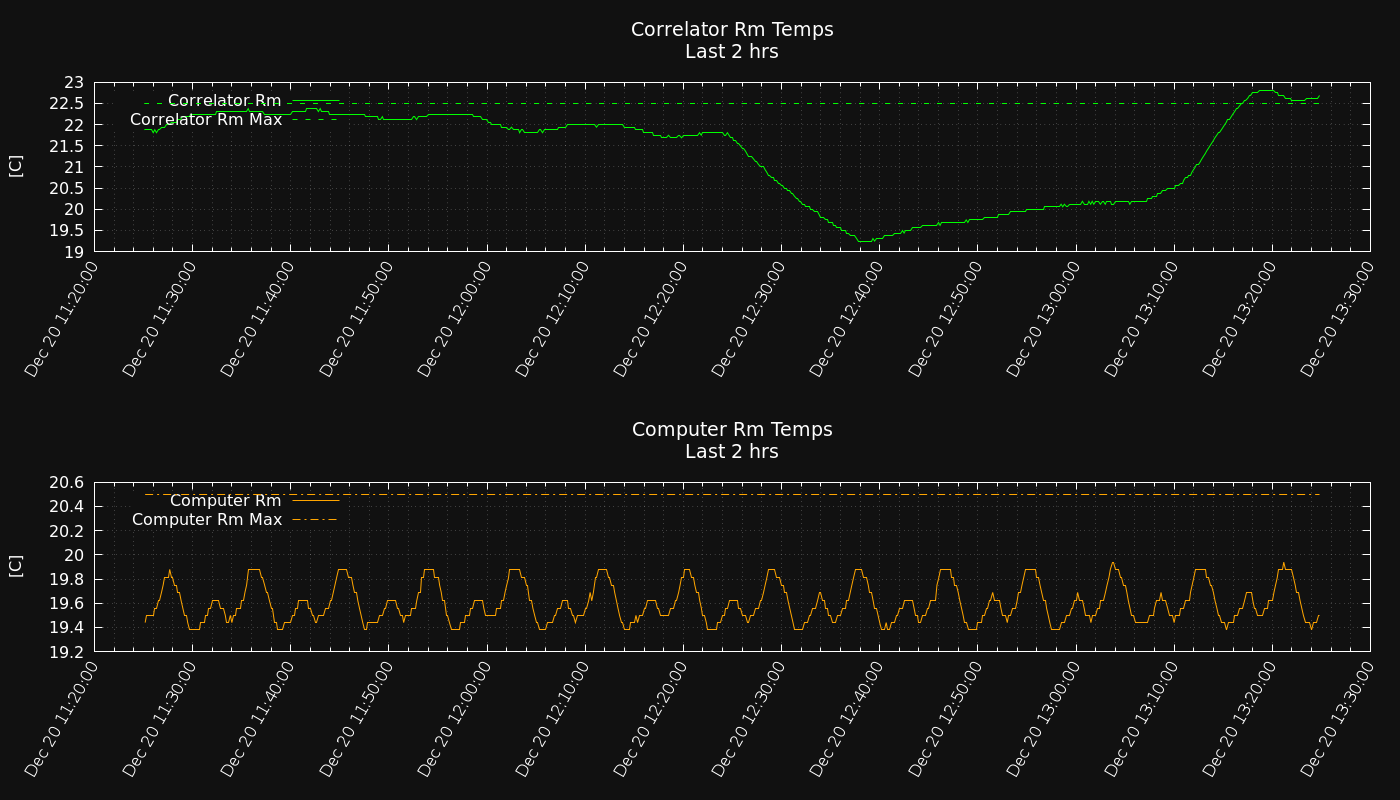 Correlator Rm Temps
Last 2 hrs
[C]
23
22.5
22
21.5
21
20.5
20
19.5
19
Correlator Rm
Correlator Rm Max
Dec 20 11:20:00
Dec 20 11:30:00
Dec 20 11:40:00
Dec 20 11:50:00
Dec 20 12:00:00
Dec 20 12:10:00
Dec 20 12:20:00
Dec 20 12:30:00
Dec 20 12:40:00
Dec 20 12:50:00
Dec 20 13:00:00
Dec 20 13:10:00
Dec 20 13:20:00
Dec 20 13:30:00
Computer Rm Temps
Last 2 hrs
[C]
20.6
20.4
20.2
20
19.8
19.6
19.4
19.2
Computer Rm
Computer Rm Max
Dec 20 11:20:00
Dec 20 11:30:00
Dec 20 11:40:00
Dec 20 11:50:00
Dec 20 12:00:00
Dec 20 12:10:00
Dec 20 12:20:00
Dec 20 12:30:00
Dec 20 12:40:00
Dec 20 12:50:00
Dec 20 13:00:00
Dec 20 13:10:00
Dec 20 13:20:00
Dec 20 13:30:00